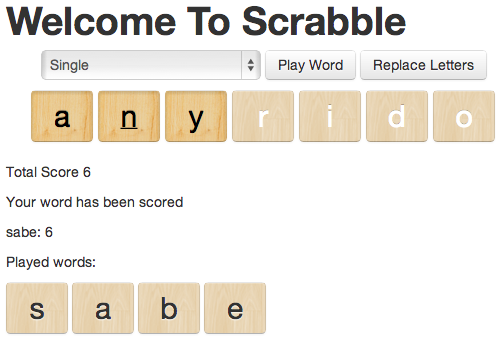 Welcome To Scrabble
Single Play Word Replace Letters
a n y r i d o
Total Score 6
Your word has been scored
sabe: 6
Played words:
s a b e